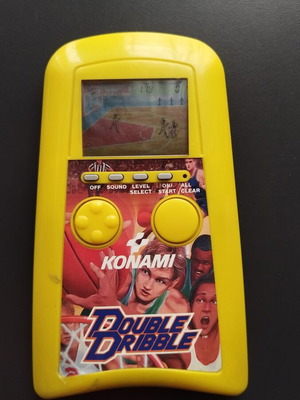 OFF SOUND LEVEL SELECT ON/ START ALL CLEAR
KONAMI
DOUBLE
DRIBBLE